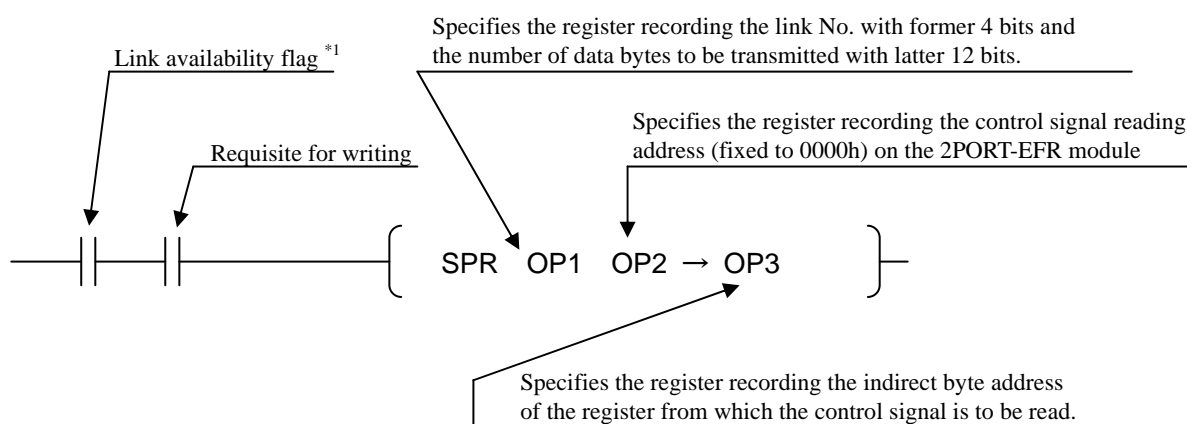 Specifies the register recording the link No. with former 4 bits and
the number of data bytes to be transmitted with latter 12 bits.
Link availability flag *1
Specifies the register recording the control signal reading
address (fixed to 0000h) on the 2PORT-EFR module
Requisite for writing
SPR OP1 OP2 → OP3
Specifies the register recording the indirect byte address
of the register from which the control signal is to be read.